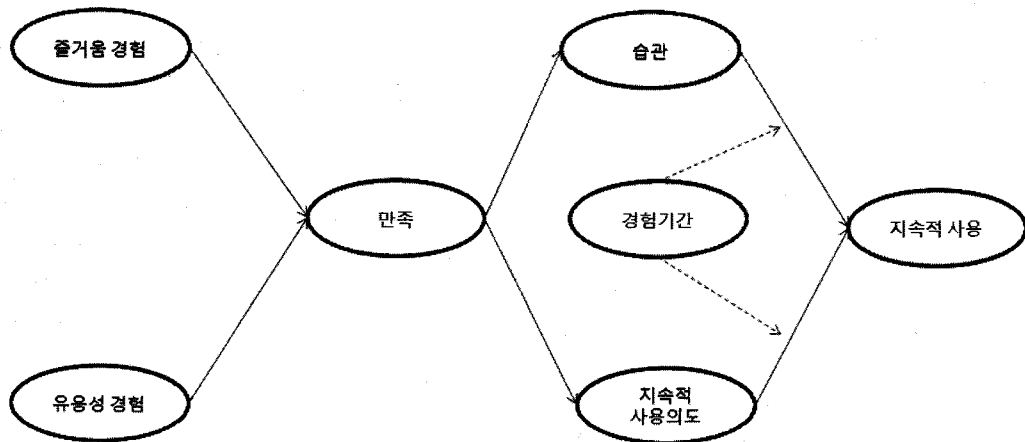 즐거움 경험
습관
만족
경험기간
지속적 사용
유용성 경험
지속적
사용의도